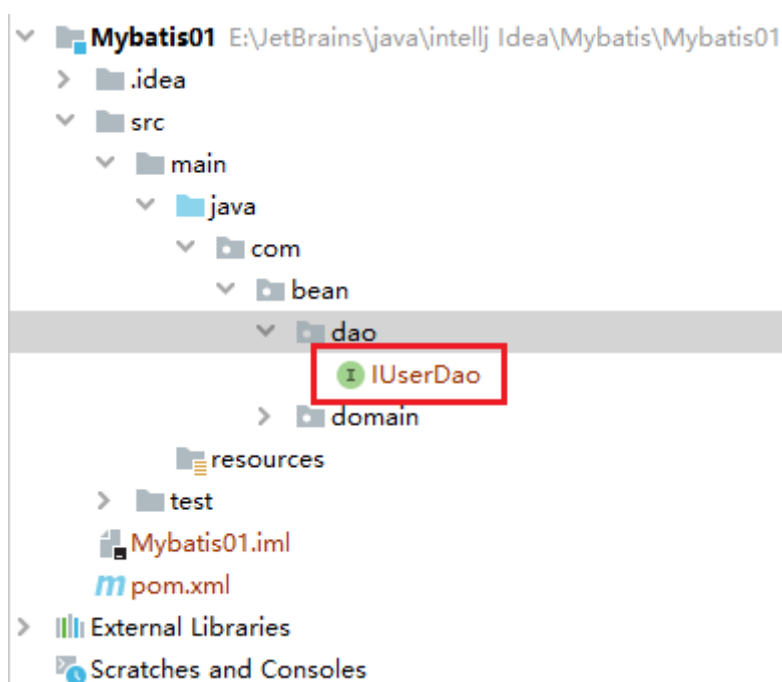 Mybatis01 E:\JetBrains\java\intellj Idea\Mybatis\Mybatis01
.idea
src
main
java
com
bean
dao
I IUserDao
domain
resources
test
Mybatis01.iml
m pom.xml
External Libraries
Scratches and Consoles